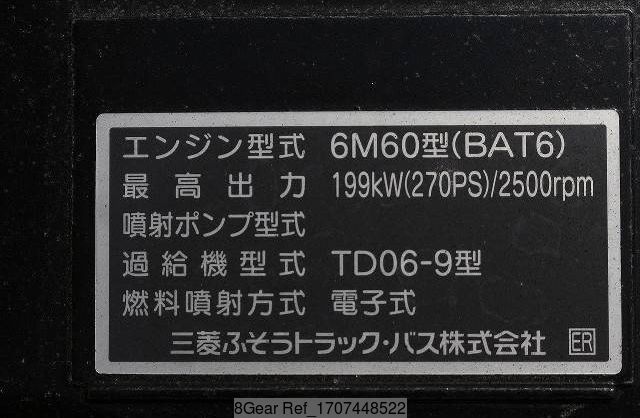 エンジン型式 6M60型(BAT6)
最高出力 199kW(270PS)/2500rpm
噴射ポンプ型式
過給機型式 TD06-9型
燃料噴射方式 電子式
三菱ふそうトラック・バス株式会社 ER
8Gear Ref_1707448522